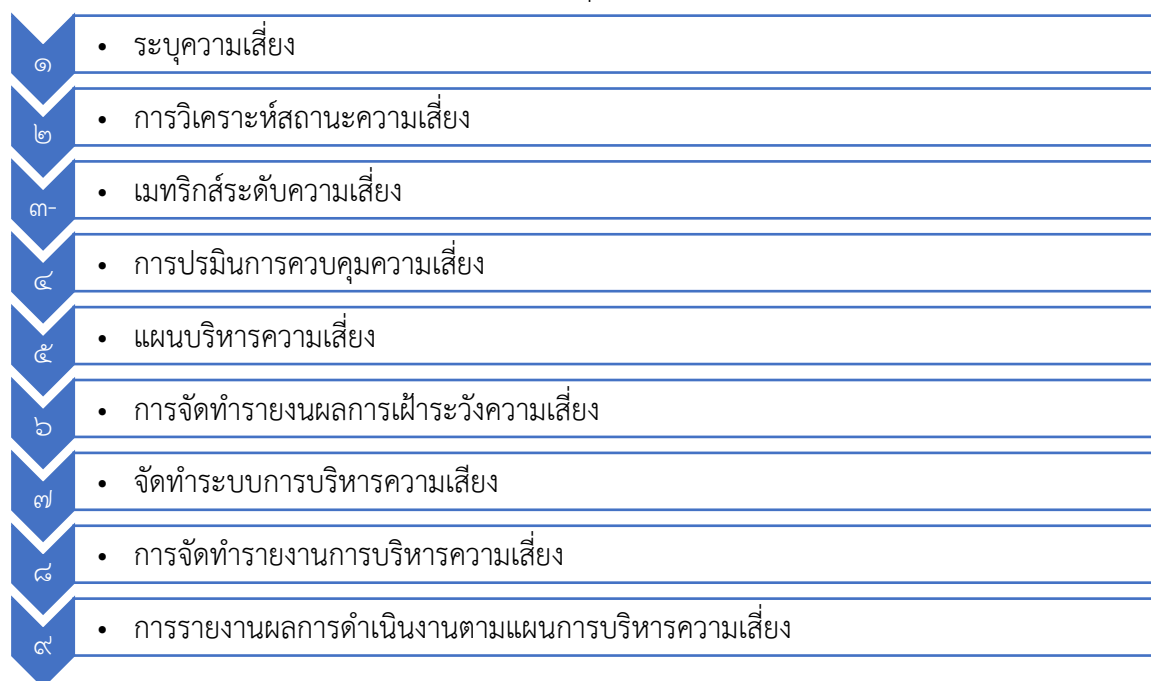 ๑ • ระบุความเสี่ยง
๒ • การวิเคราะห์สถานะความเสี่ยง
๓- • เมทริกส์ระดับความเสี่ยง
๔ • การปรมินการควบคุมความเสี่ยง
๕ • แผนบริหารความเสี่ยง
๖ • การจัดทำรายงนผลการเฝ้าระวังความเสี่ยง
๗ • จัดทำระบบการบริหารความเสียง
๘ • การจัดทำรายงานการบริหารความเสี่ยง
๙ • การรายงานผลการดำเนินงานตามแผนการบริหารความเสี่ยง